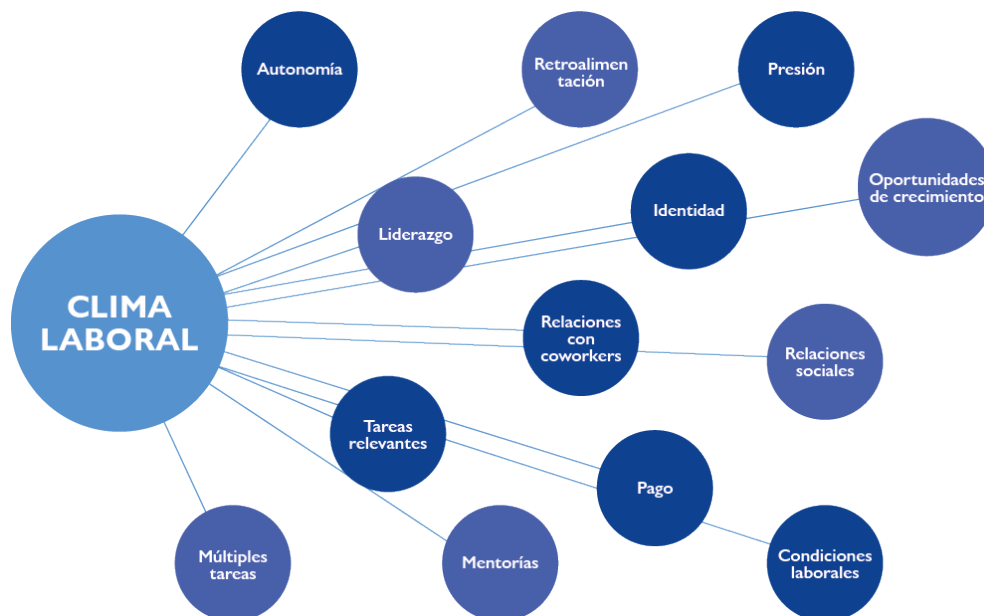 Autonomía
Retroalimen
tación
Presión
Oportunidades
de crecimiento
Identidad
Liderazgo
CLIMA
LABORAL
Relaciones
con
coworkers
Relaciones
sociales
Tareas
relevantes
Pago
Múltiples
tareas
Mentorías
Condiciones
laborales